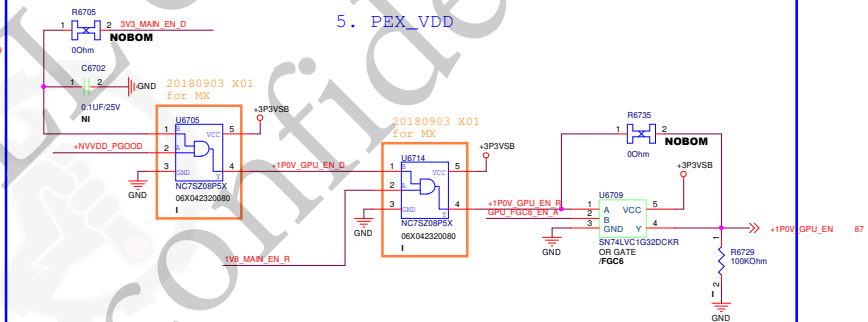 5. PEX_VDD
R6705
1 2 3V3_MAIN_EN_D
NOBOM
0Ohm
C6702
1 2 GND
0.1UF/25V
NI
20180903 X01
for MX
+3P3VSB
U6705
1 B VCC 5
+NVVDD_PGOOD 2 A
3 GND Y 4 +1P0V_GPU_EN_D
GND
NC7SZ08P5X
06X042320080
I
20180903 X01
for MX
+3P3VSB
U6714
1 B VCC 5
2 A
3 GND Y 4 +1P0V_GPU_EN_R
GND
NC7SZ08P5X
06X042320080
I
1V8_MAIN_EN_R
R6735
1 2
NOBOM
0Ohm
+3P3VSB
U6709
1 A VCC 5
GPU_FGC6_EN_A 2 B
3 GND Y 4
+1P0V_GPU_EN 87
GND
SN74LVC1G32DCKR
OR GATE
/FGC6
1
R6729
100KOhm
2
I
GND
Confide